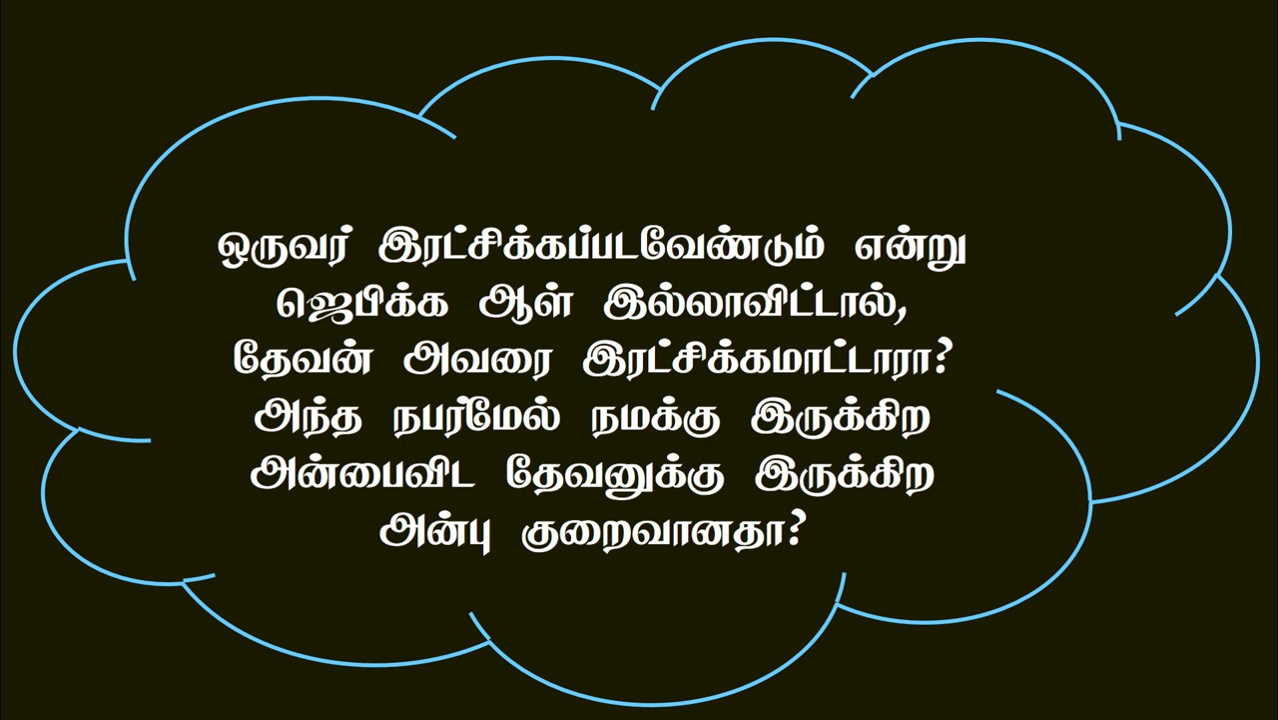 ஒருவர் இரட்சிக்கப்படவேண்டும் என்று
ஜெபிக்க ஆள் இல்லாவிட்டால்,
தேவன் அவரை இரட்சிக்கமாட்டாரா?
அந்த நபர்மேல் நமக்கு இருக்கிற
அன்பைவிட தேவனுக்கு இருக்கிற
அன்பு குறைவானதா?